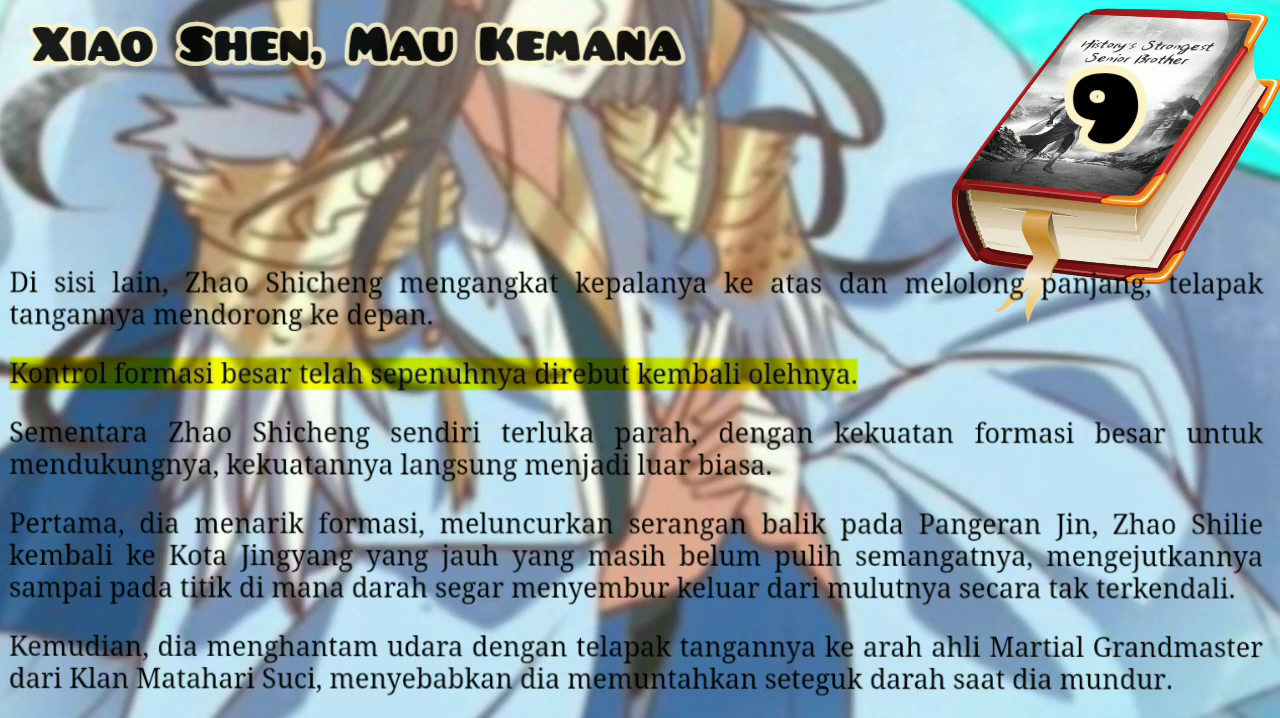 Xiao Shen, Mau Kemana
History's Strongest
Senior Brother
9
Di sisi lain, Zhao Shicheng mengangkat kepalanya ke atas dan melolong panjang, telapak
tangannya mendorong ke depan.
Kontrol formasi besar telah sepenuhnya direbut kembali olehnya.
Sementara Zhao Shicheng sendiri terluka parah, dengan kekuatan formasi besar untuk
mendukungnya, kekuatannya langsung menjadi luar biasa.
Pertama, dia menarik formasi, meluncurkan serangan balik pada Pangeran Jin, Zhao Shilie
kembali ke Kota Jingyang yang jauh yang masih belum pulih semangatnya, mengejutkannya
sampai pada titik di mana darah segar menyembur keluar dari mulutnya secara tak terkendali.
Kemudian, dia menghantam udara dengan telapak tangannya ke arah ahli Martial Grandmaster
dari Klan Matahari Suci, menyebabkan dia memuntahkan seteguk darah saat dia mundur.